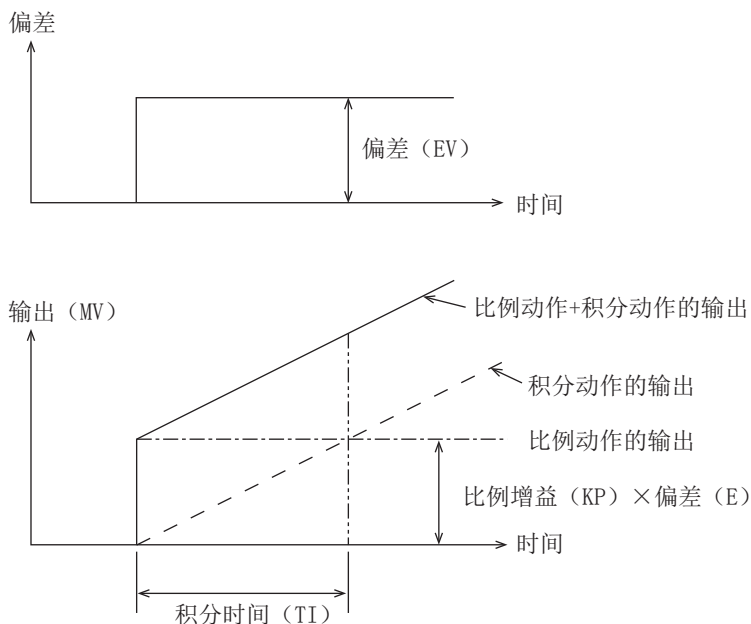 偏差
偏差（EV）
时间
输出（MV）
比例动作+积分动作的输出
积分动作的输出
比例动作的输出
比例增益（KP）×偏差（E）
时间
积分时间（TI）